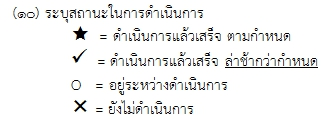 (๑๐) ระบุสถานะในการดำเนินการ
★ = ดำเนินการแล้วเสร็จ ตามกำหนด
✓ = ดำเนินการแล้วเสร็จ ล่าช้ากว่ากำหนด
○ = อยู่ระหว่างดำเนินการ
✕ = ยังไม่ดำเนินการ